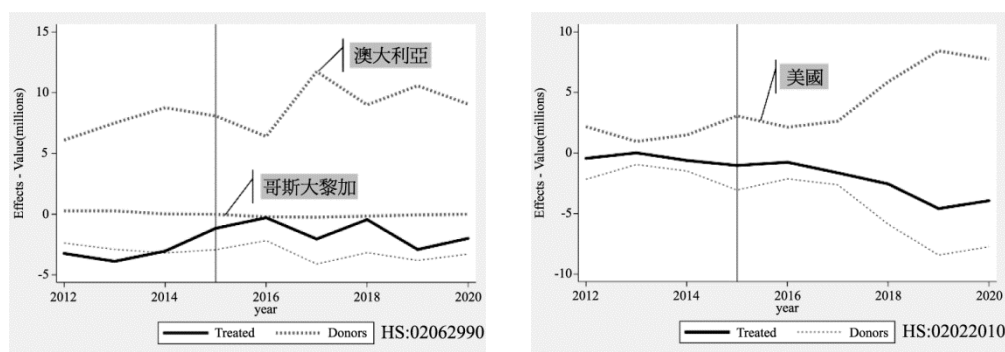 15
10
5
0
-5
Effects - Value(millions)
澳大利亞
哥斯大黎加
2012
2014
2016
2018
2020
year
Treated
Donors
HS:02062990
10
5
0
-5
-10
Effects - Value(millions)
美國
2012
2014
2016
2018
2020
year
Treated
Donors
HS:02022010